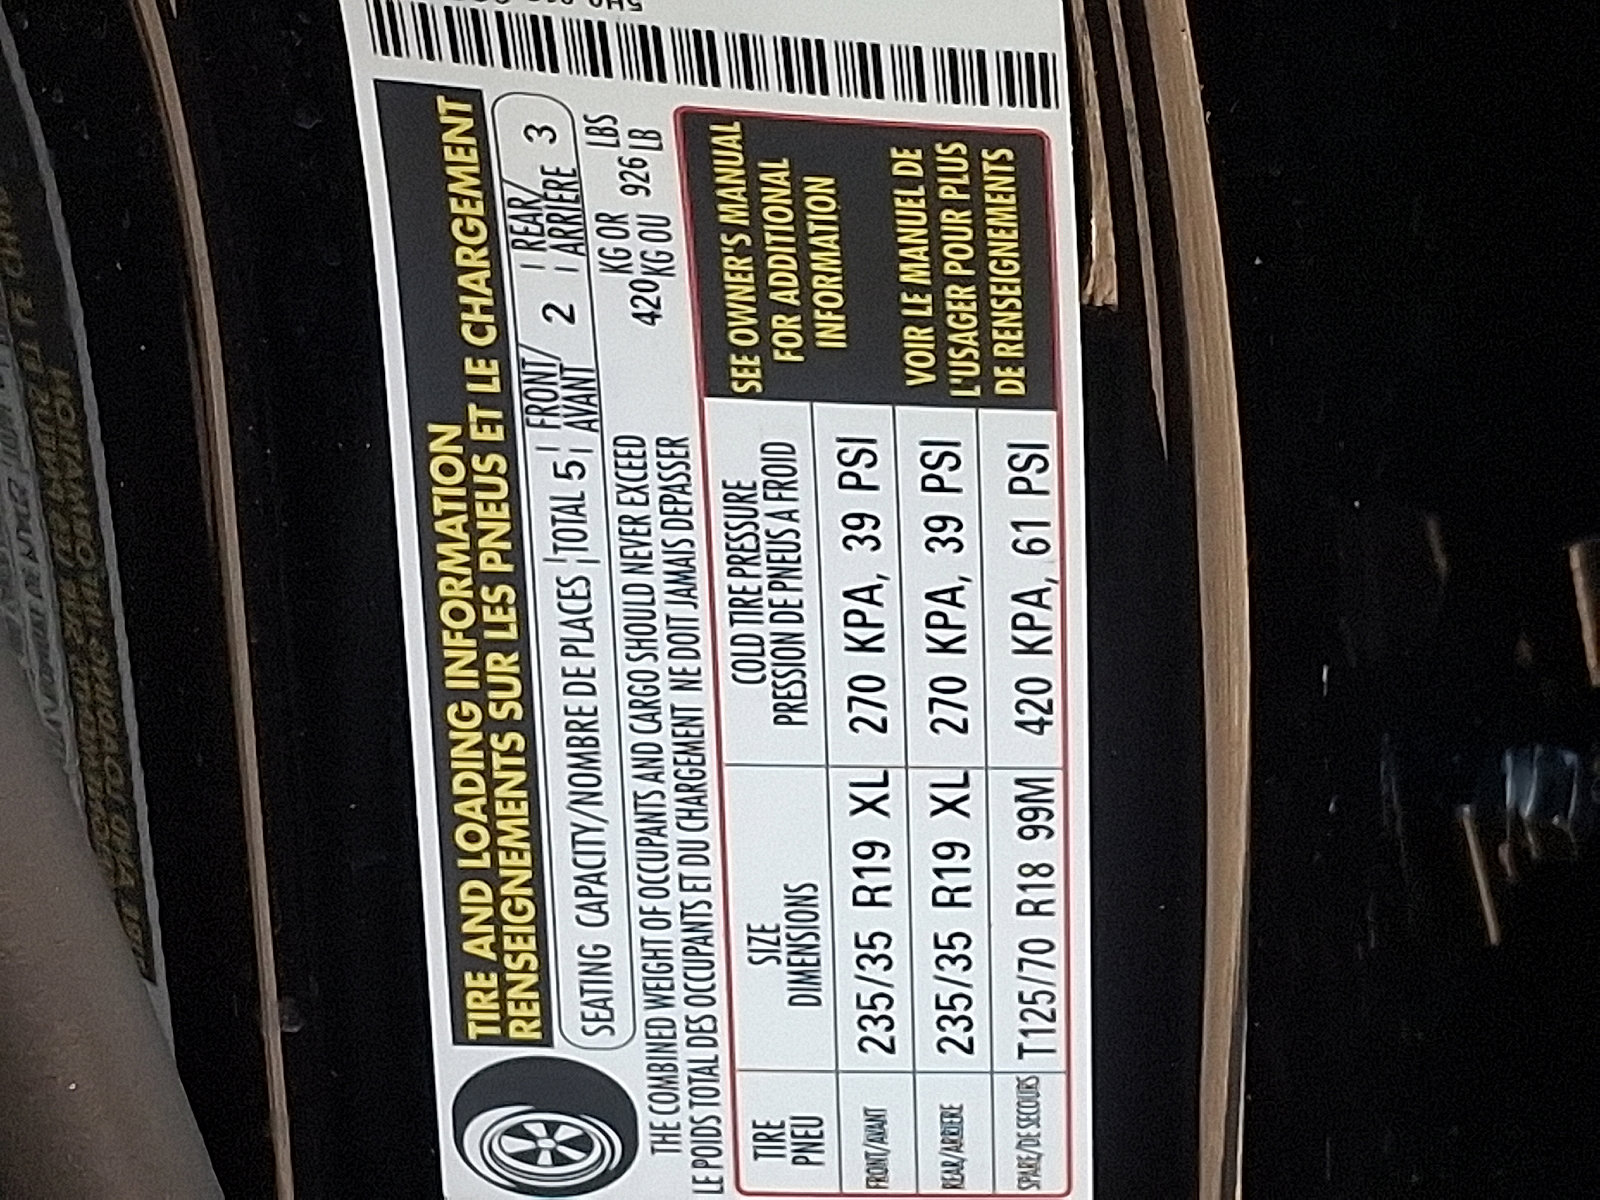 TIRE AND LOADING INFORMATION
RENSEIGNEMENTS SUR LES PNEUS ET LE CHARGEMENT
SEATING CAPACITY/NOMBRE DE PLACES | TOTAL 5 | FRONT/AVANT 2 | REAR/ARRIÈRE 3
THE COMBINED WEIGHT OF OCCUPANTS AND CARGO SHOULD NEVER EXCEED KG OR LBS
LE POIDS TOTAL DES OCCUPANTS ET DU CHARGEMENT NE DOIT JAMAIS DEPASSER 420 KG OU 926 LB
TIRE
PNEU
SIZE
DIMENSIONS
COLD TIRE PRESSURE
PRESSION DE PNEUS A FROID
FRONT/AVANT 235/35 R19 XL 270 KPA, 39 PSI
REAR/ARRIERE 235/35 R19 XL 270 KPA, 39 PSI
SPARE/DE SECOURS T125/70 R18 99M 420 KPA, 61 PSI
SEE OWNER'S MANUAL
FOR ADDITIONAL
INFORMATION
VOIR LE MANUEL DE
L'USAGER POUR PLUS
DE RENSEIGNEMENTS